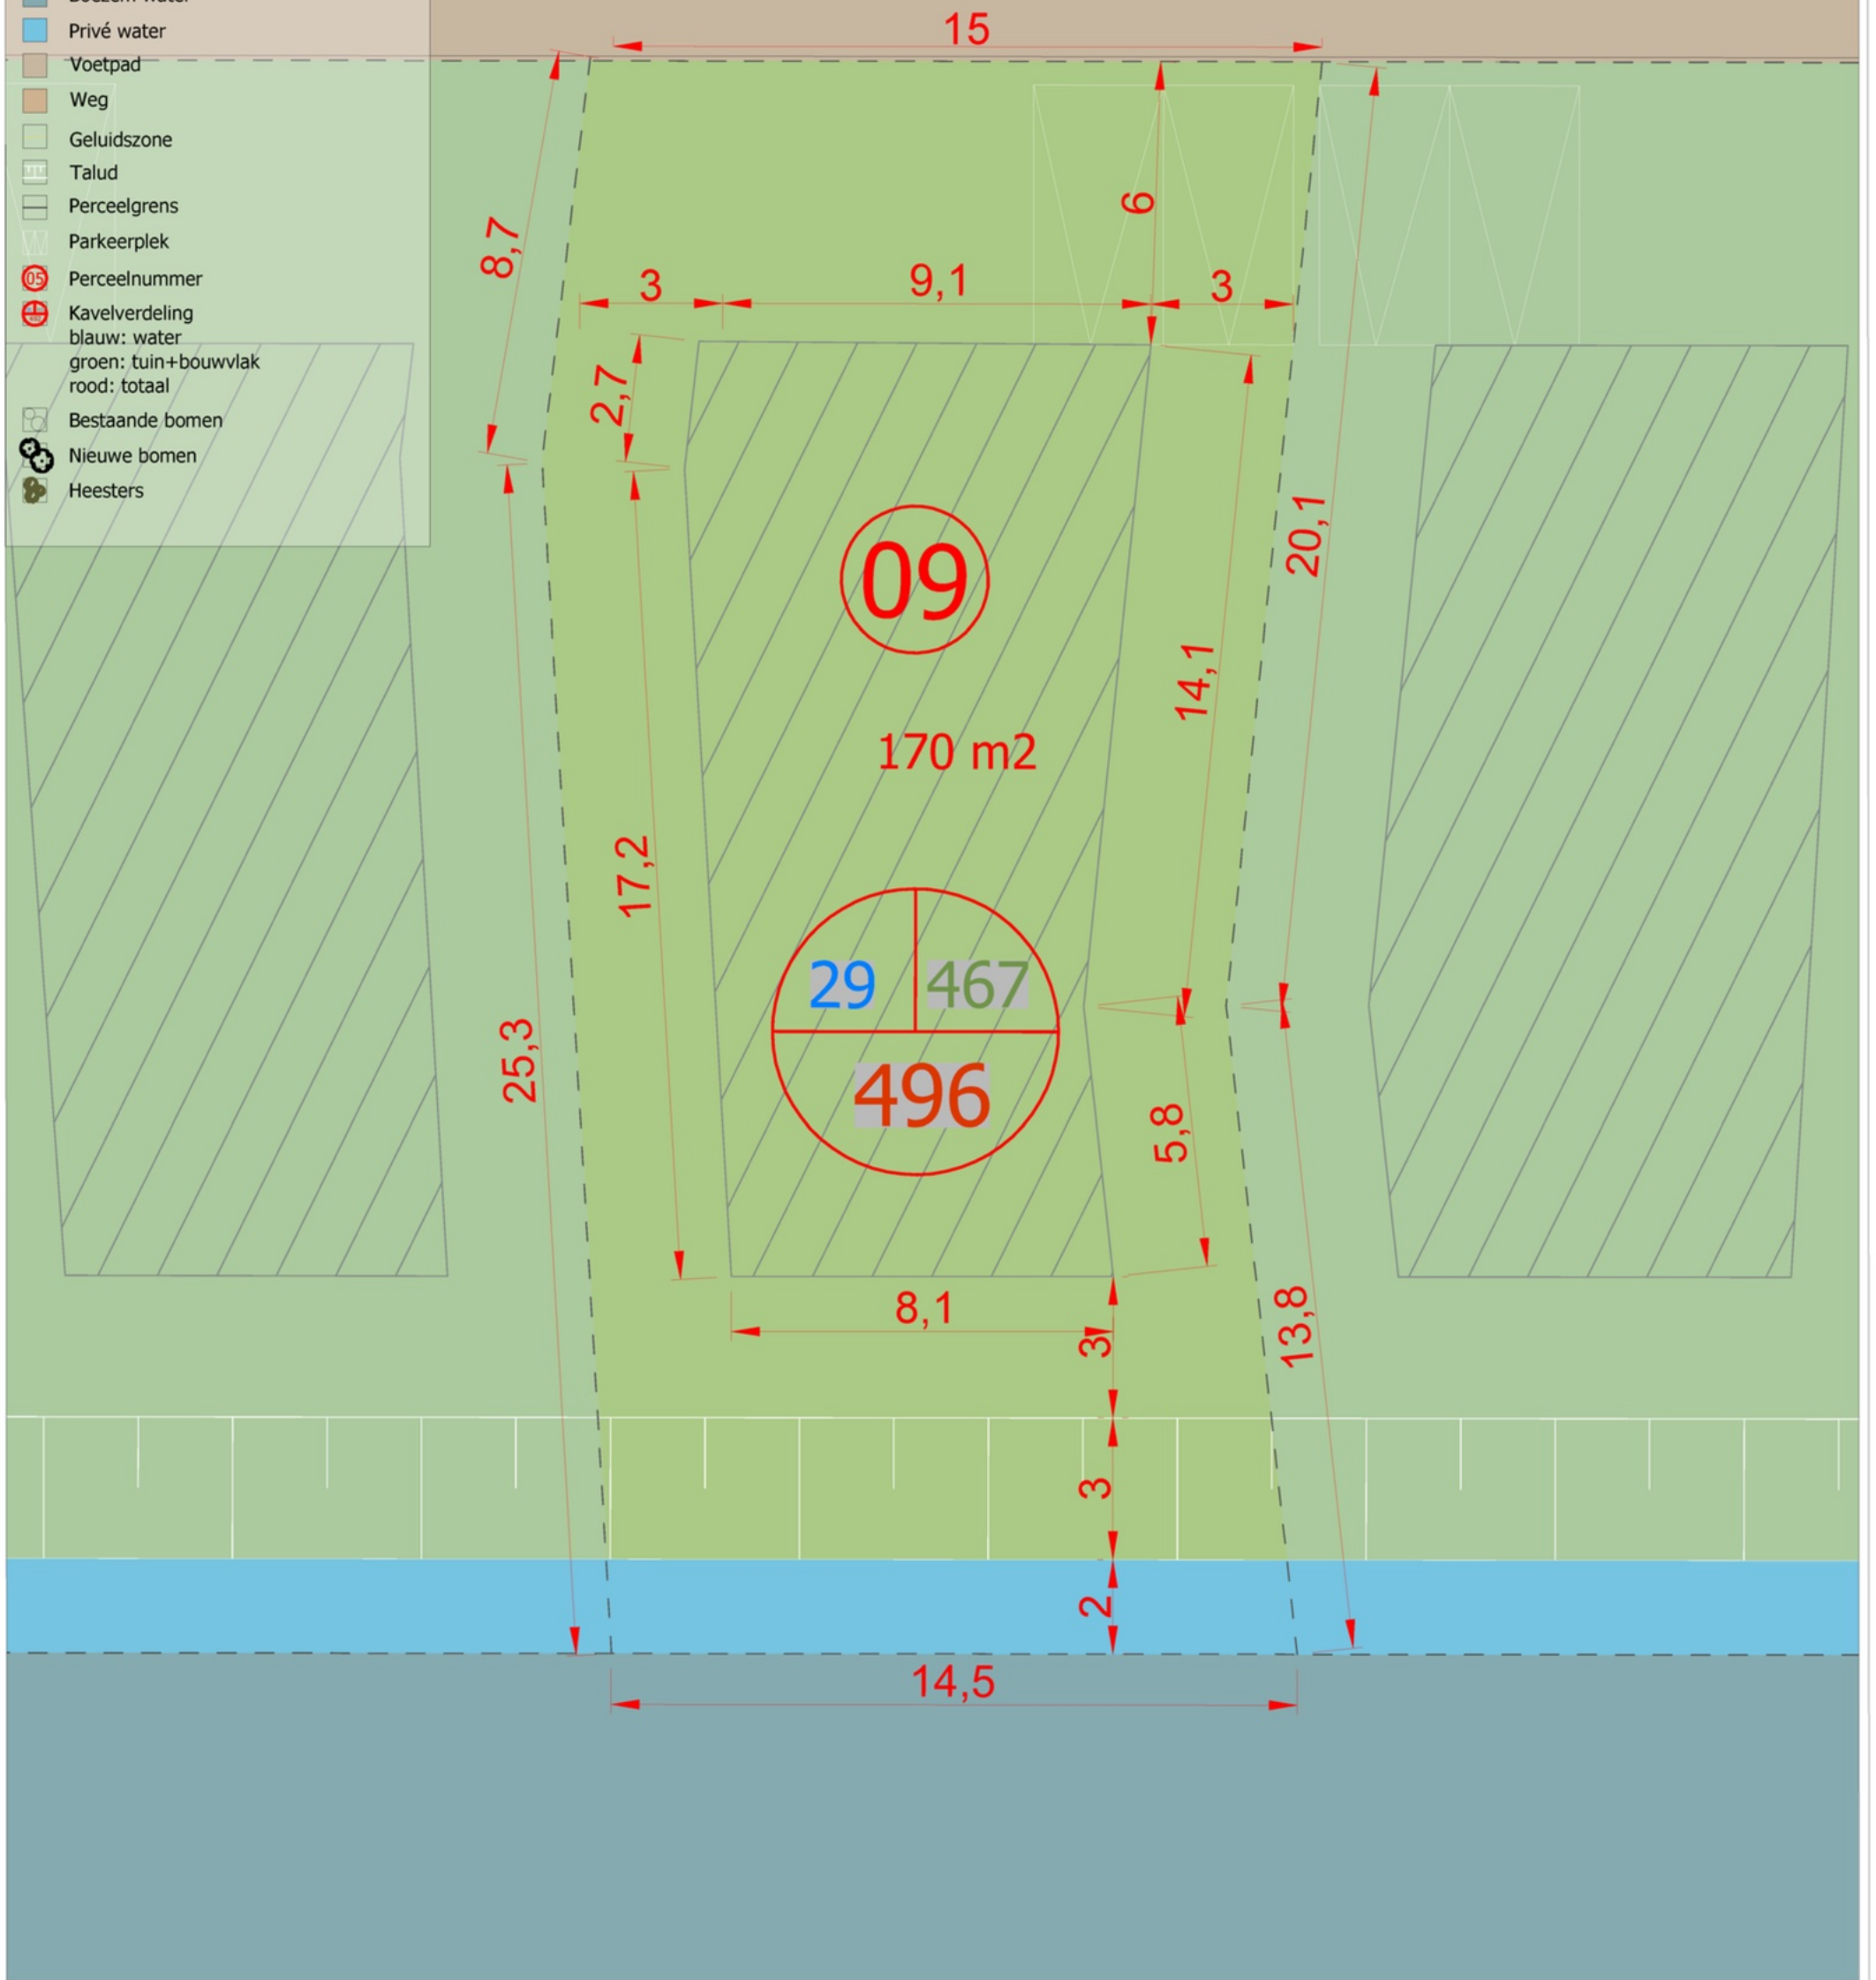 Privé water
Voetpad
Weg
Geluidszone
Talud
Perceelgrens
Parkeerplek
05
Perceelnummer
Kavelverdeling
blauw: water
groen: tuin+bouwvlak
rood: totaal
Bestaande bomen
Nieuwe bomen
Heesters
15
8,7
6
3
9,1
3
2,7
20,1
09
14,1
170 m2
17,2
29
467
496
25,3
5,8
8,1
3
13,8
3
2
14,5